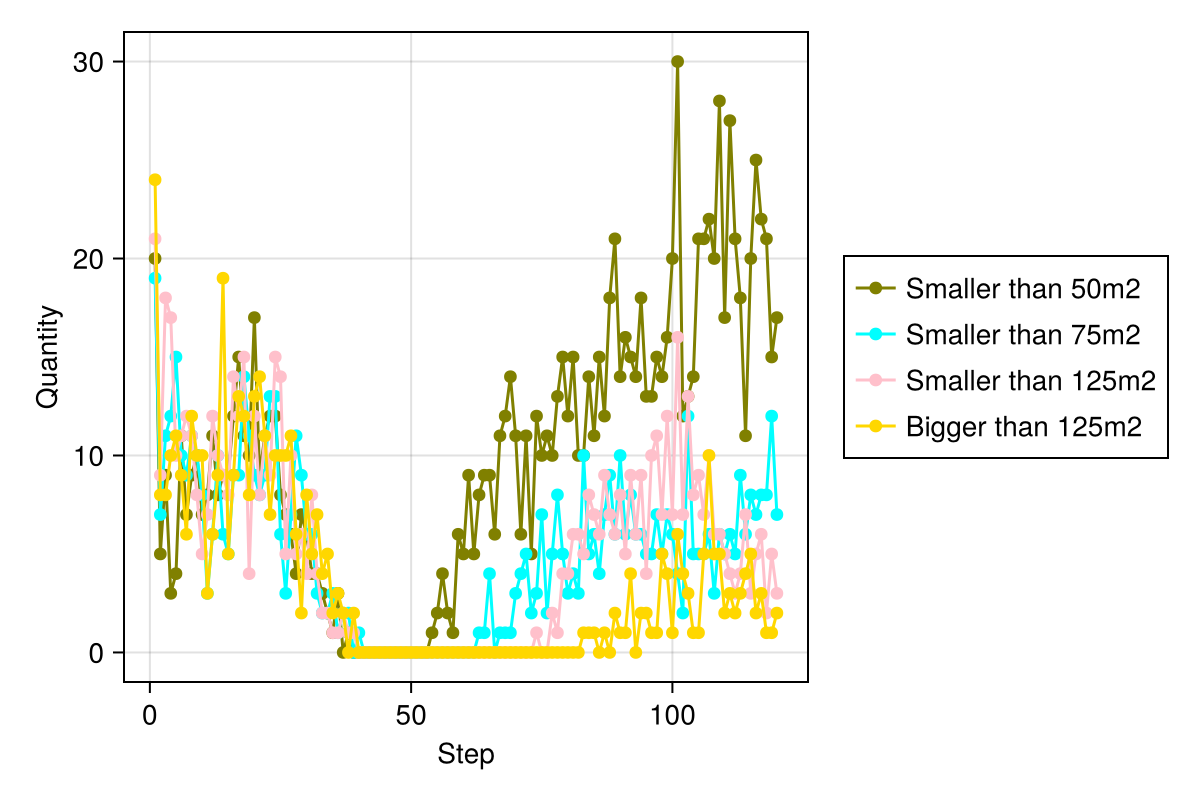 30
20
10
0
Quantity
0
50
100
Step
Smaller than 50m2
Smaller than 75m2
Smaller than 125m2
Bigger than 125m2